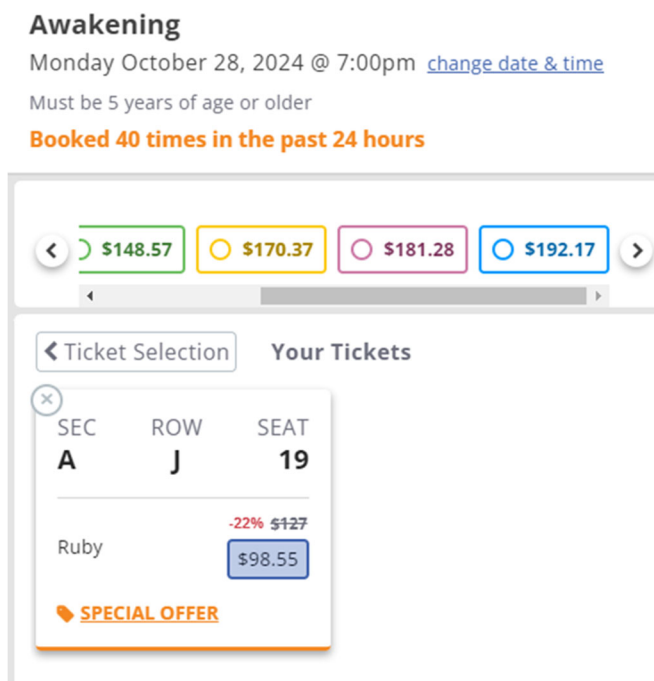 Awakening
Monday October 28, 2024 @ 7:00pm change date & time
Must be 5 years of age or older
Booked 40 times in the past 24 hours
$148.57 $170.37 $181.28 $192.17
Ticket Selection Your Tickets
SEC ROW SEAT
A J 19
-22% $127
Ruby $98.55
SPECIAL OFFER